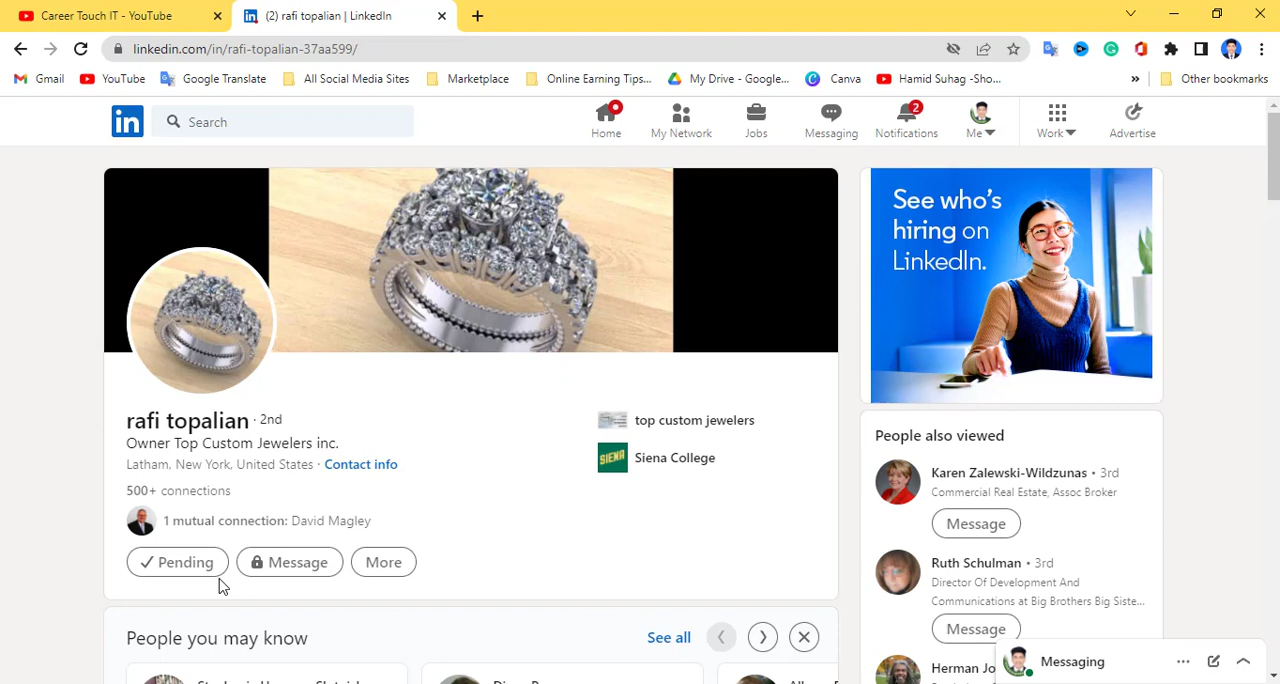 Career Touch IT - YouTube
(2) rafi topalian | LinkedIn
linkedin.com/in/rafi-topalian-37aa599/
Gmail
YouTube
Google Translate
All Social Media Sites
Marketplace
Online Earning Tips...
My Drive - Google...
Canva
Hamid Suhag -Sho...
»
Other bookmarks
in
Search
Home
My Network
Jobs
Messaging
2
Notifications
Me
Work
Advertise
See who's
hiring on
LinkedIn.
rafi topalian · 2nd
Owner Top Custom Jewelers inc.
Latham, New York, United States · Contact info
500+ connections
1 mutual connection: David Magley
Pending
Message
More
top custom jewelers
SIENA
Siena College
People also viewed
Karen Zalewski-Wildzunas • 3rd
Commercial Real Estate, Assoc Broker
Message
Ruth Schulman • 3rd
Director Of Development And
Communications at Big Brothers Big Siste...
Message
Herman Jo
People you may know
See all
Messaging